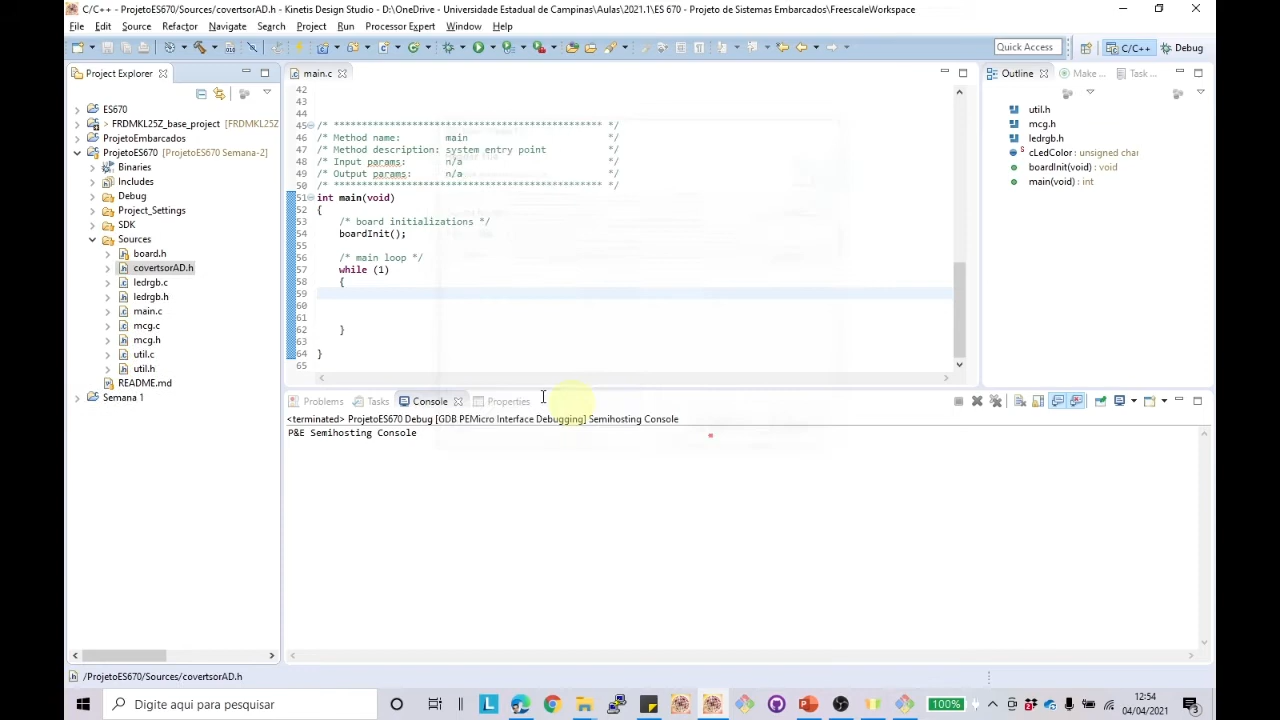 C/C++ - ProjetoES670/Sources/covertsorAD.h - Kinetis Design Studio - D:\OneDrive - Universidade Estadual de Campinas\Aulas\2021.1\ES 670 - Projeto de Sistemas Embarcados\FreescaleWorkspace
File Edit Source Refactor Navigate Search Project Run Processor Expert Window Help
Quick Access
C/C++
Debug
Project Explorer
ES670
> FRDMKL25Z_base_project [FRDMKL25Z
ProjetoEmbarcados
ProjetoES670 [ProjetoES670 Semana-2]
Binaries
Includes
Debug
Project_Settings
SDK
Sources
board.h
covertsorAD.h
ledrgb.c
ledrgb.h
main.c
mcg.c
mcg.h
util.c
util.h
README.md
Semana 1
main.c
42
43
44
45 /* ************************************************ */
46 /* Method name: main */
47 /* Method description: system entry point */
48 /* Input params: n/a */
49 /* Output params: n/a */
50 /* ************************************************ */
51 int main(void)
52 {
53 /* board initializations */
54 boardInit();
55
56 /* main loop */
57 while (1)
58 {
59
60
61
62 }
63
64 }
65
Outline
Make ...
Task ...
util.h
mcg.h
ledrgb.h
cLedColor : unsigned char
boardInit(void) : void
main(void) : int
Problems
Tasks
Console
Properties
<terminated> ProjetoES670 Debug [GDB PEMicro Interface Debugging] Semihosting Console
P&E Semihosting Console
/ProjetoES670/Sources/covertsorAD.h
Digite aqui para pesquisar
100%
12:54
04/04/2021
3